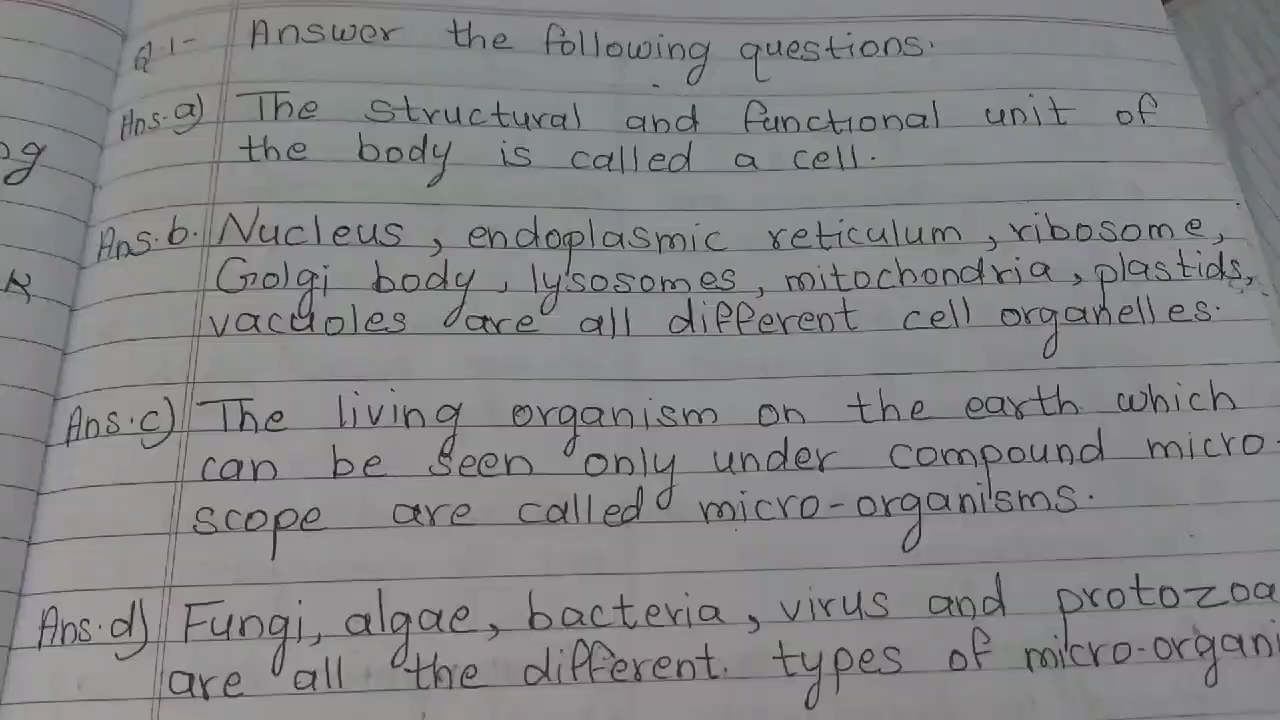 Q.1- Answer the following questions.
Ans.a) The structural and functional unit of
the body is called a cell.
Ans.b. Nucleus, endoplasmic reticulum, ribosome,
Golgi body, lysosomes, mitochondria, plastids,
vacuoles are all different cell organelles.
Ans.c) The living organism on the earth which
can be seen only under compound micro-
scope are called micro-organisms.
Ans.d) Fungi, algae, bacteria, virus and protozoa
are all the different types of micro-organi